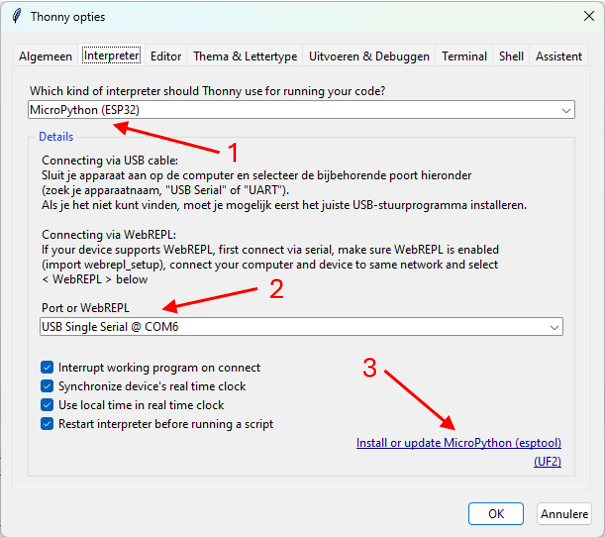 Thonny opties
Algemeen Interpreter Editor Thema & Lettertype Uitvoeren & Debuggen Terminal Shell Assistent
Which kind of interpreter should Thonny use for running your code?
MicroPython (ESP32)
1
Details
Connecting via USB cable:
Sluit je apparaat aan op de computer en selecteer de bijbehorende poort hieronder
(zoek je apparaatnaam, "USB Serial" of "UART").
Als je het niet kunt vinden, moet je mogelijk eerst het juiste USB-stuurprogramma installeren.
Connecting via WebREPL:
If your device supports WebREPL, first connect via serial, make sure WebREPL is enabled
(import webrepl_setup), connect your computer and device to same network and select
< WebREPL > below
2
Port or WebREPL
USB Single Serial @ COM6
Interrupt working program on connect
3
Synchronize device's real time clock
Use local time in real time clock
Restart interpreter before running a script
Install or update MicroPython (esptool)
(UF2)
OK Annulere